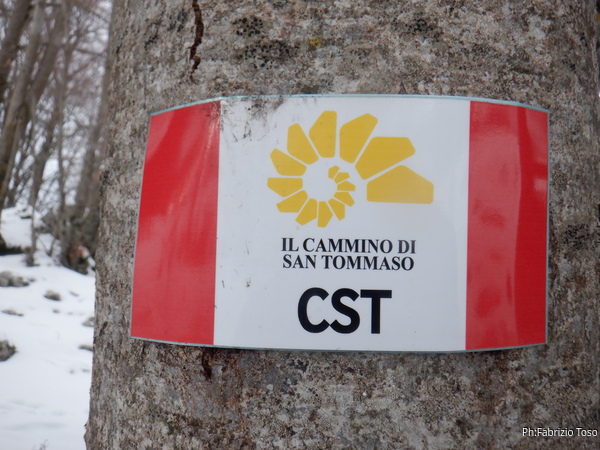 IL CAMMINO DI
SAN TOMMASO
CST
Ph:Fabrizio Toso